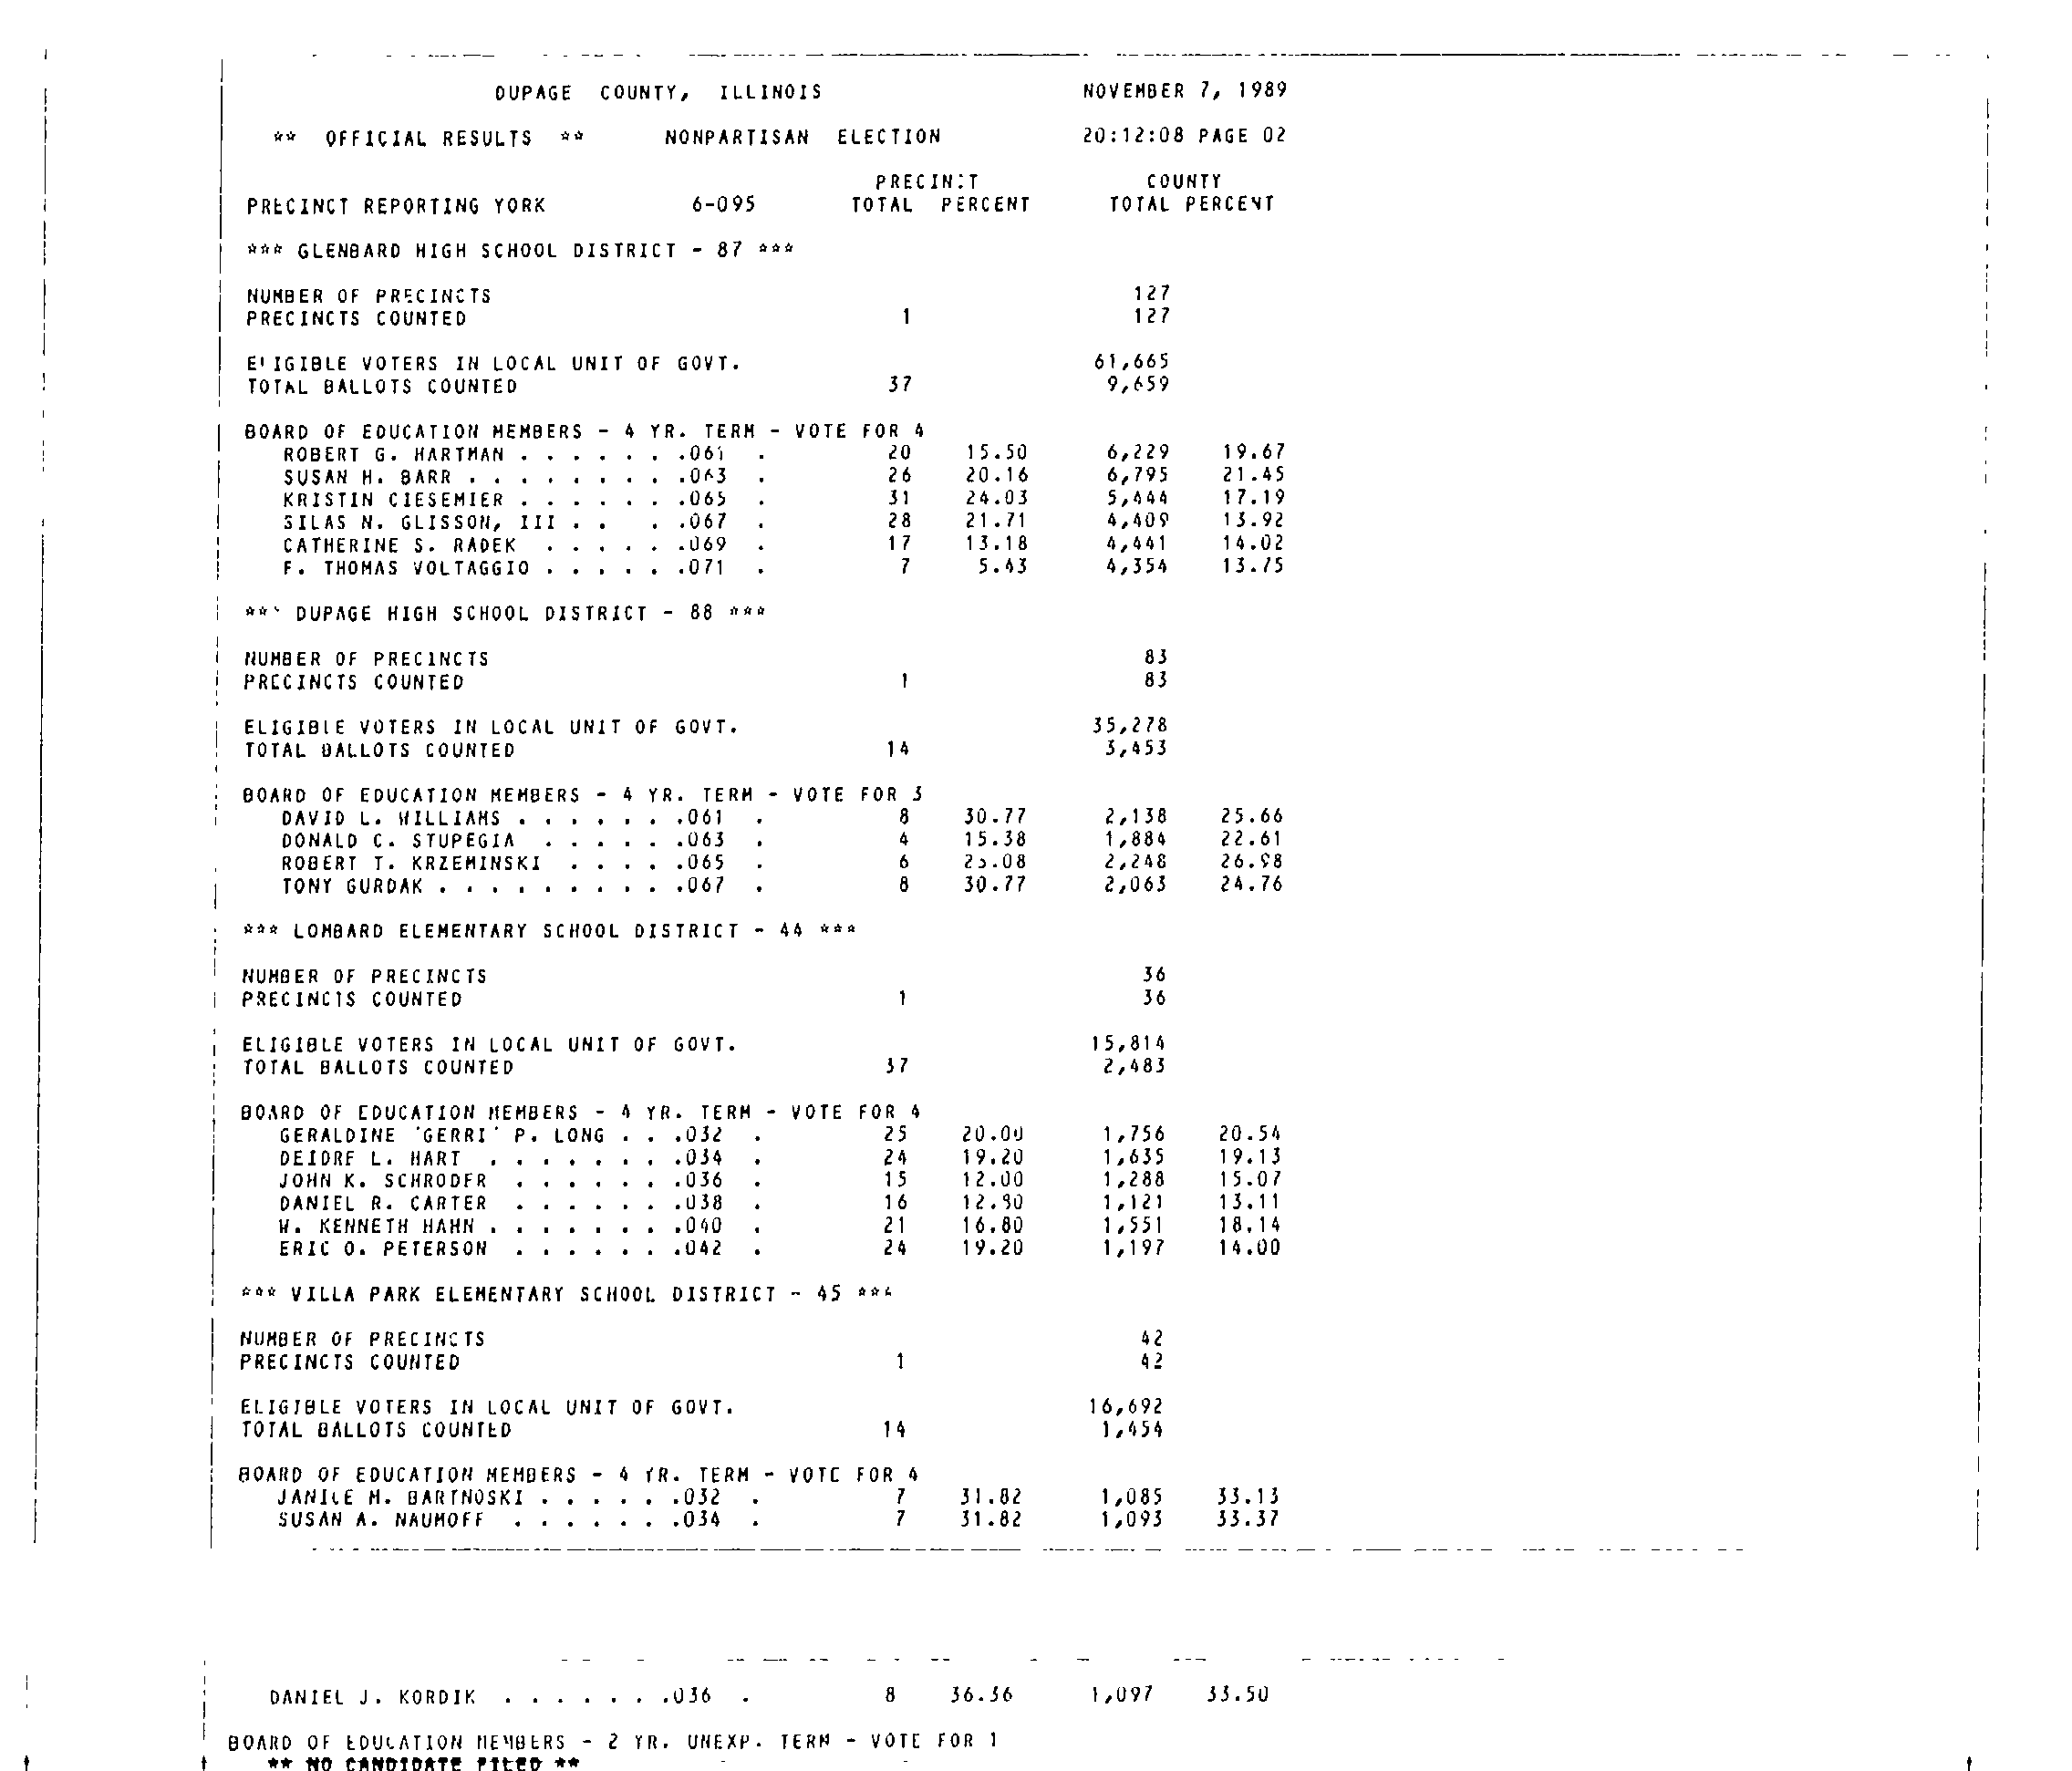 DUPAGE COUNTY, ILLINOIS NOVEMBER 7, 1989
** OFFICIAL RESULTS ** NONPARTISAN ELECTION 20:12:08 PAGE 02
PRECINCT COUNTY
PRECINCT REPORTING YORK 6-095 TOTAL PERCENT TOTAL PERCENT
*** GLENBARD HIGH SCHOOL DISTRICT - 87 ***
NUMBER OF PRECINCTS 127
PRECINCTS COUNTED 1 127
ELIGIBLE VOTERS IN LOCAL UNIT OF GOVT. 61,665
TOTAL BALLOTS COUNTED 37 9,659
BOARD OF EDUCATION MEMBERS - 4 YR. TERM - VOTE FOR 4
ROBERT G. HARTMAN . . . . . . .061 . 20 15.50 6,229 19.67
SUSAN H. BARR . . . . . . . . .063 . 26 20.16 6,795 21.45
KRISTIN CIESEMIER . . . . . . .065 . 31 24.03 5,444 17.19
SILAS N. GLISSON, III . . . .067 . 28 21.71 4,409 13.92
CATHERINE S. RADEK . . . . . .069 . 17 13.18 4,441 14.02
F. THOMAS VOLTAGGIO . . . . . .071 . 7 5.43 4,354 13.75
*** DUPAGE HIGH SCHOOL DISTRICT - 88 ***
NUMBER OF PRECINCTS 83
PRECINCTS COUNTED 1 83
ELIGIBLE VOTERS IN LOCAL UNIT OF GOVT. 35,278
TOTAL BALLOTS COUNTED 14 3,453
BOARD OF EDUCATION MEMBERS - 4 YR. TERM - VOTE FOR 3
DAVID L. WILLIAMS . . . . . . .061 . 8 30.77 2,138 25.66
DONALD C. STUPEGIA . . . . . .063 . 4 15.38 1,884 22.61
ROBERT T. KRZEMINSKI . . . . .065 . 6 23.08 2,248 26.98
TONY GURDAK . . . . . . . . . .067 . 8 30.77 2,063 24.76
*** LOMBARD ELEMENTARY SCHOOL DISTRICT - 44 ***
NUMBER OF PRECINCTS 36
PRECINCTS COUNTED 1 36
ELIGIBLE VOTERS IN LOCAL UNIT OF GOVT. 15,814
TOTAL BALLOTS COUNTED 37 2,483
BOARD OF EDUCATION MEMBERS - 4 YR. TERM - VOTE FOR 4
GERALDINE 'GERRI' P. LONG . . .032 . 25 20.00 1,756 20.54
DEIDRE L. HART . . . . . . . .034 . 24 19.20 1,635 19.13
JOHN K. SCHRODER . . . . . . .036 . 15 12.00 1,288 15.07
DANIEL R. CARTER . . . . . . .038 . 16 12.80 1,121 13.11
W. KENNETH HAHN . . . . . . . .040 . 21 16.80 1,551 18.14
ERIC O. PETERSON . . . . . . .042 . 24 19.20 1,197 14.00
*** VILLA PARK ELEMENTARY SCHOOL DISTRICT - 45 ***
NUMBER OF PRECINCTS 42
PRECINCTS COUNTED 1 42
ELIGIBLE VOTERS IN LOCAL UNIT OF GOVT. 16,692
TOTAL BALLOTS COUNTED 14 1,454
BOARD OF EDUCATION MEMBERS - 4 YR. TERM - VOTE FOR 4
JANICE M. BARTNOSKI . . . . . .032 . 7 31.82 1,085 33.13
SUSAN A. NAUMOFF . . . . . . .034 . 7 31.82 1,093 33.37
DANIEL J. KORDIK . . . . . . .036 . 8 36.36 1,097 33.50
BOARD OF EDUCATION MEMBERS - 2 YR. UNEXP. TERM - VOTE FOR 1
** NO CANDIDATE FILED **